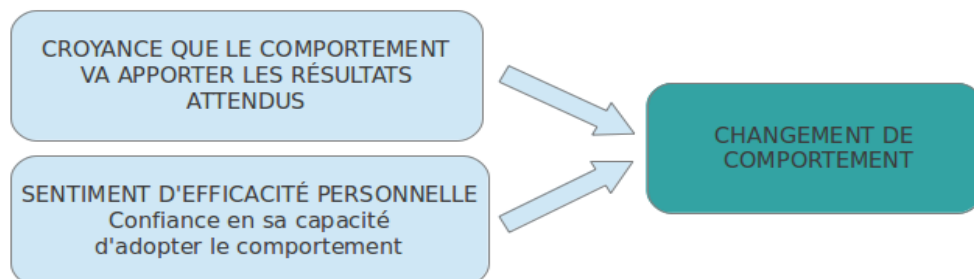 CROYANCE QUE LE COMPORTEMENT
VA APPORTER LES RÉSULTATS
ATTENDUS
SENTIMENT D'EFFICACITÉ PERSONNELLE
Confiance en sa capacité
d'adopter le comportement
CHANGEMENT DE
COMPORTEMENT